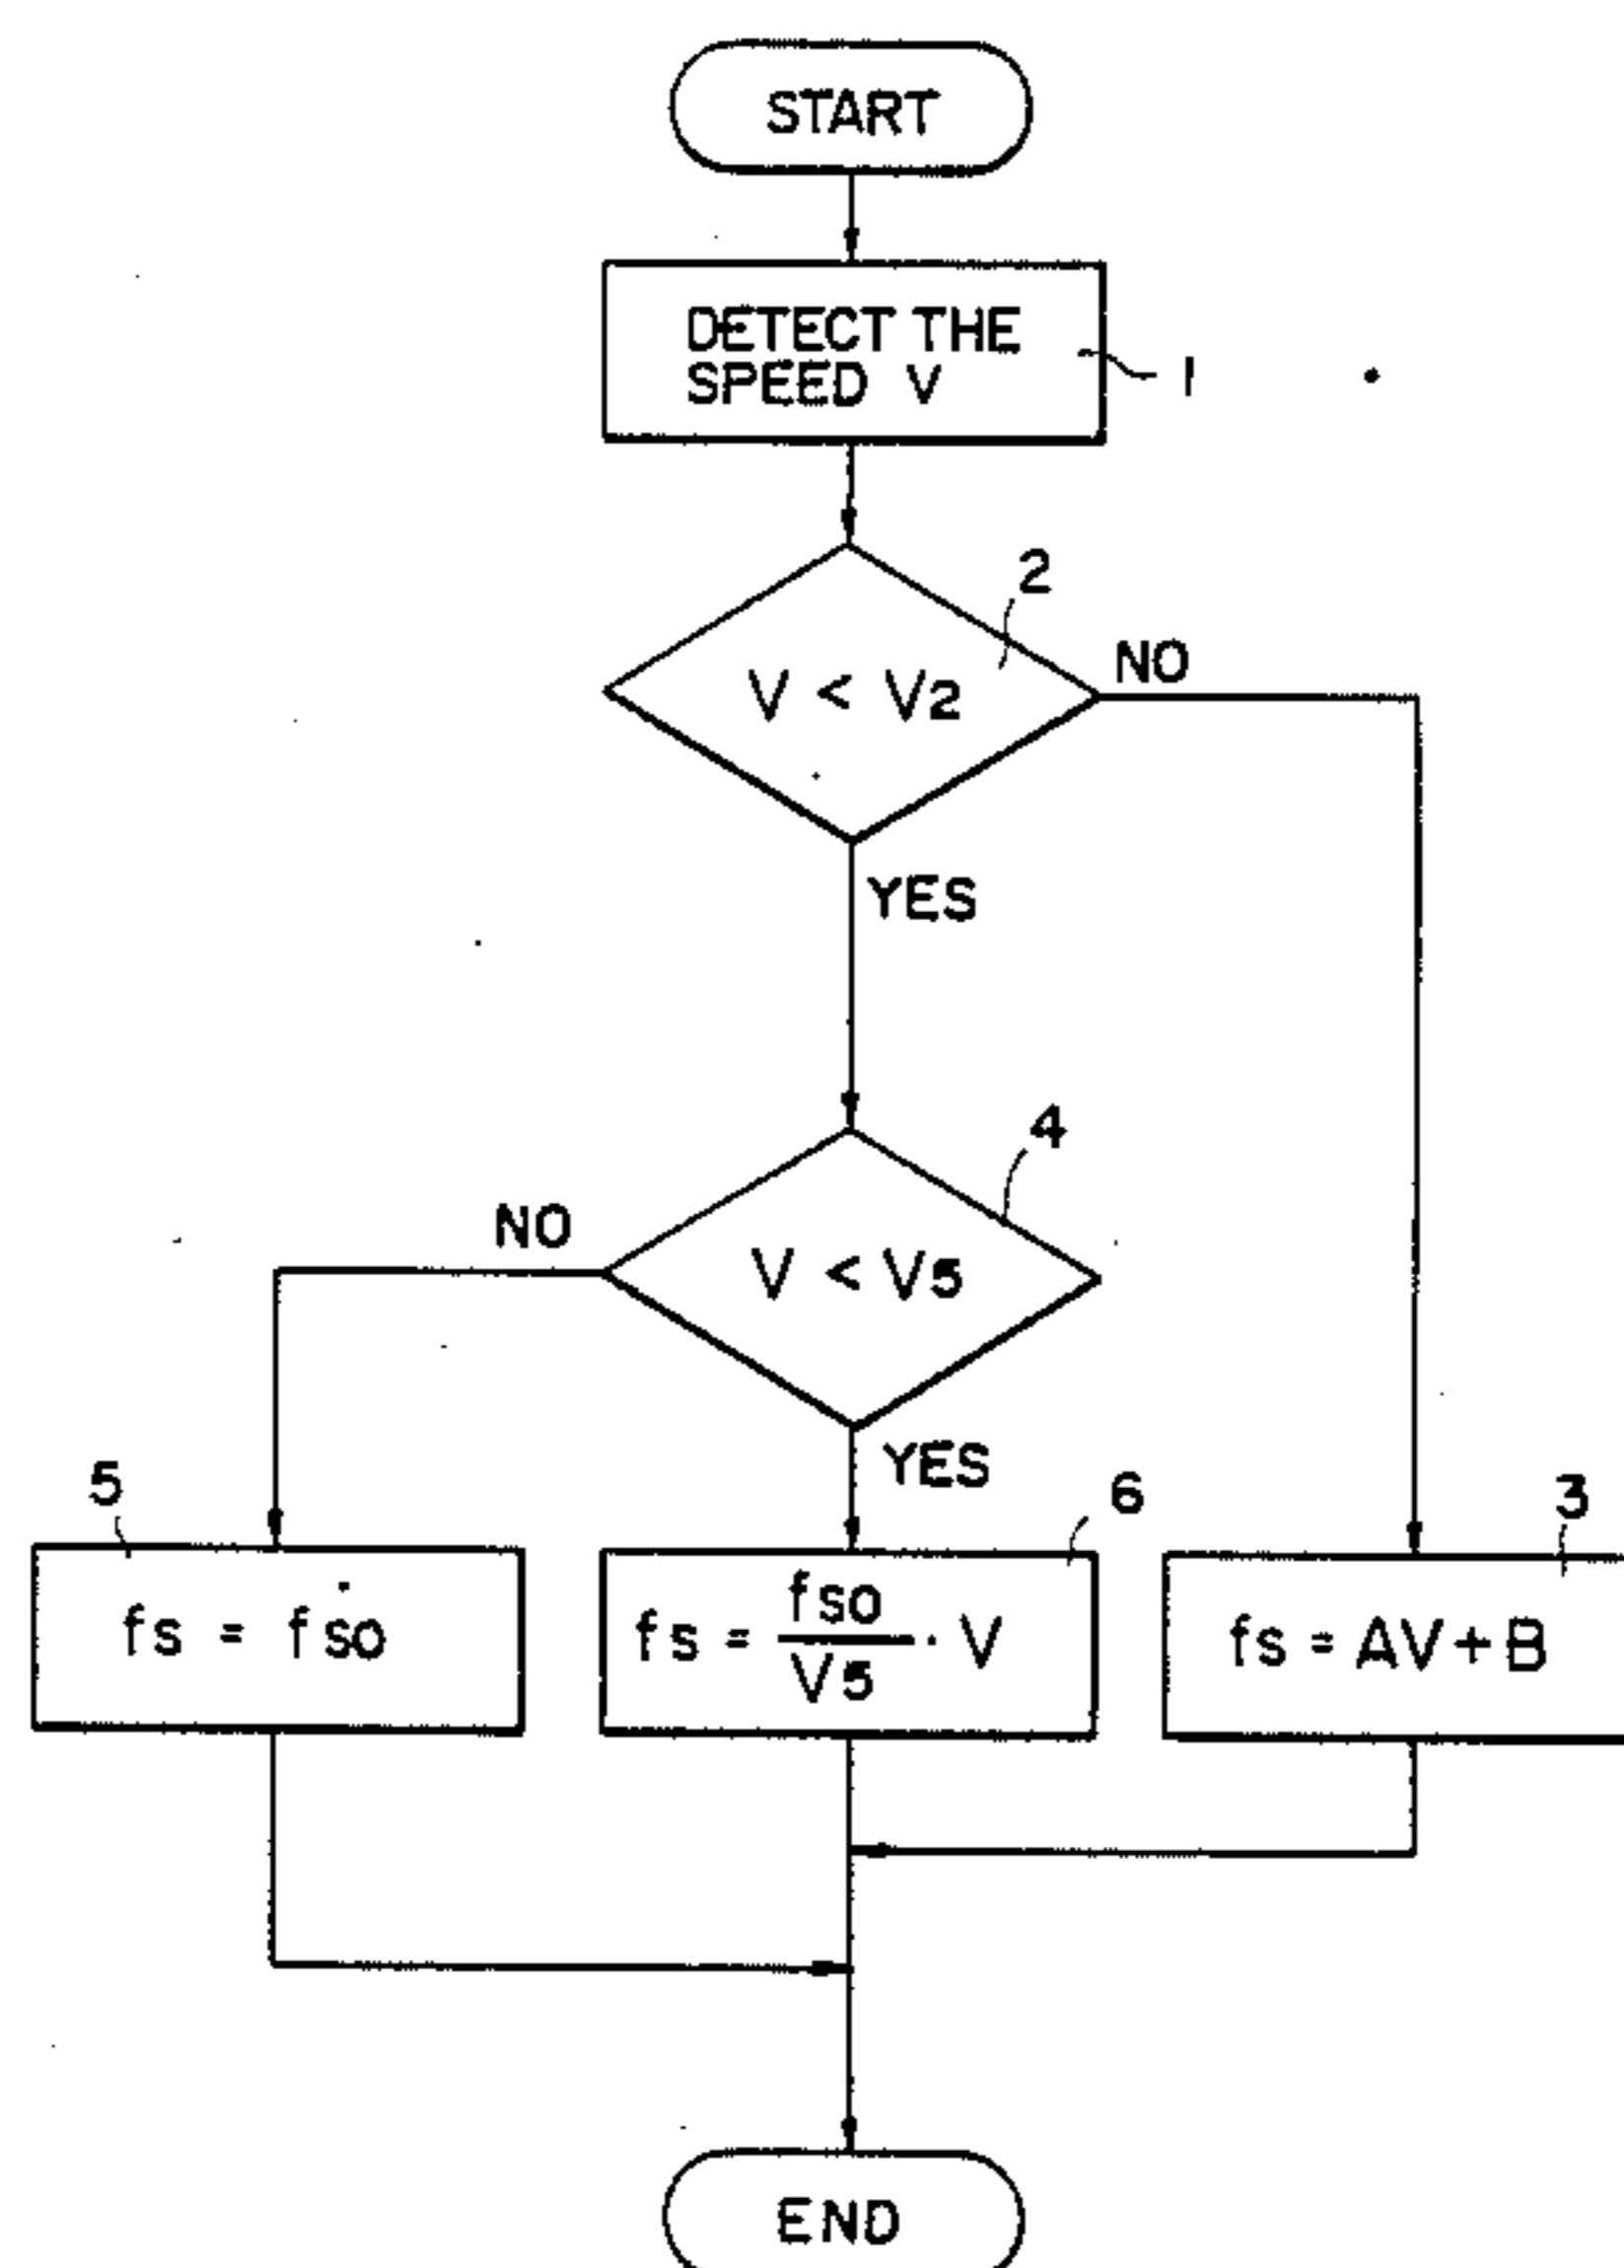 START
DETECT THE
SPEED V
1
2
V < V2
NO
YES
4
NO
V < V5
YES
5
6
3
fs = fso
fs = fso/V5 · V
fs = AV + B
END